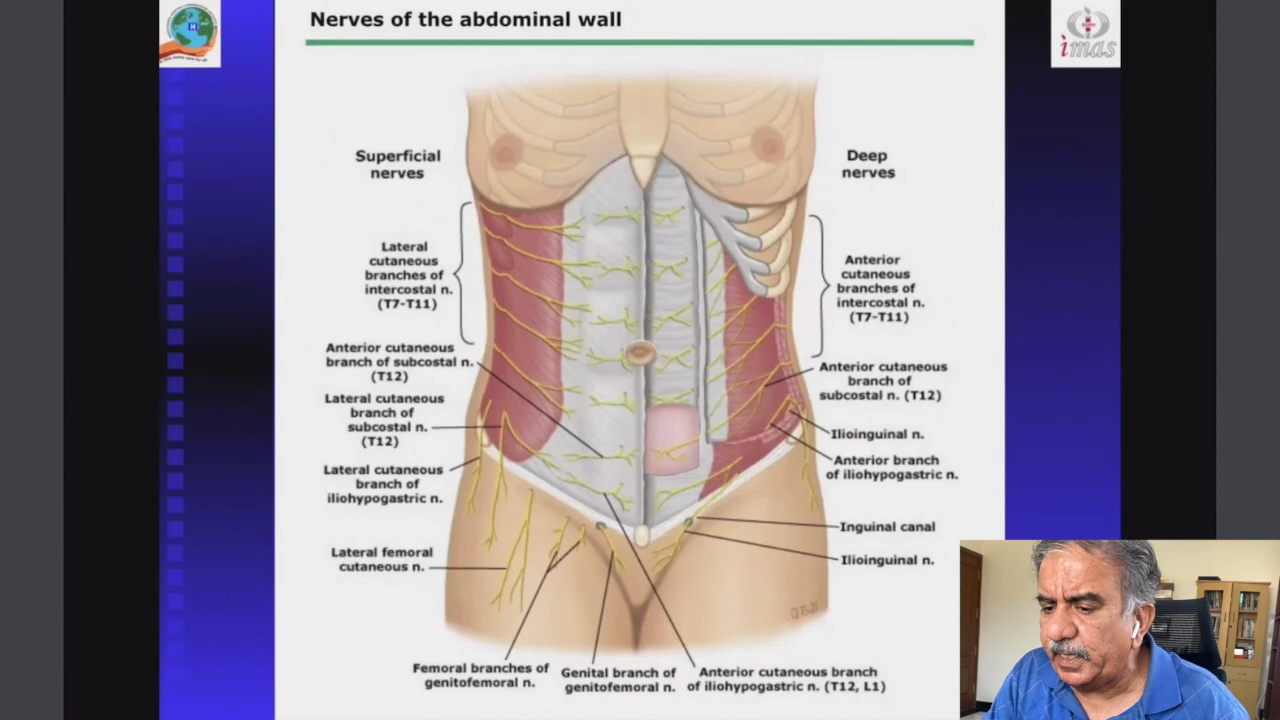 Nerves of the abdominal wall
H
imas
Superficial
nerves
Deep
nerves
Lateral
cutaneous
branches of
intercostal n.
(T7-T11)
Anterior
cutaneous
branches of
intercostal n.
(T7-T11)
Anterior cutaneous
branch of subcostal n.
(T12)
Anterior cutaneous
branch of
subcostal n. (T12)
Lateral cutaneous
branch of
subcostal n.
(T12)
Ilioinguinal n.
Lateral cutaneous
branch of
iliohypogastric n.
Anterior branch
of iliohypogastric n.
Inguinal canal
Lateral femoral
cutaneous n.
Ilioinguinal n.
Femoral branches of
genitofemoral n.
Genital branch of
genitofemoral n.
Anterior cutaneous branch
of iliohypogastric n. (T12, L1)